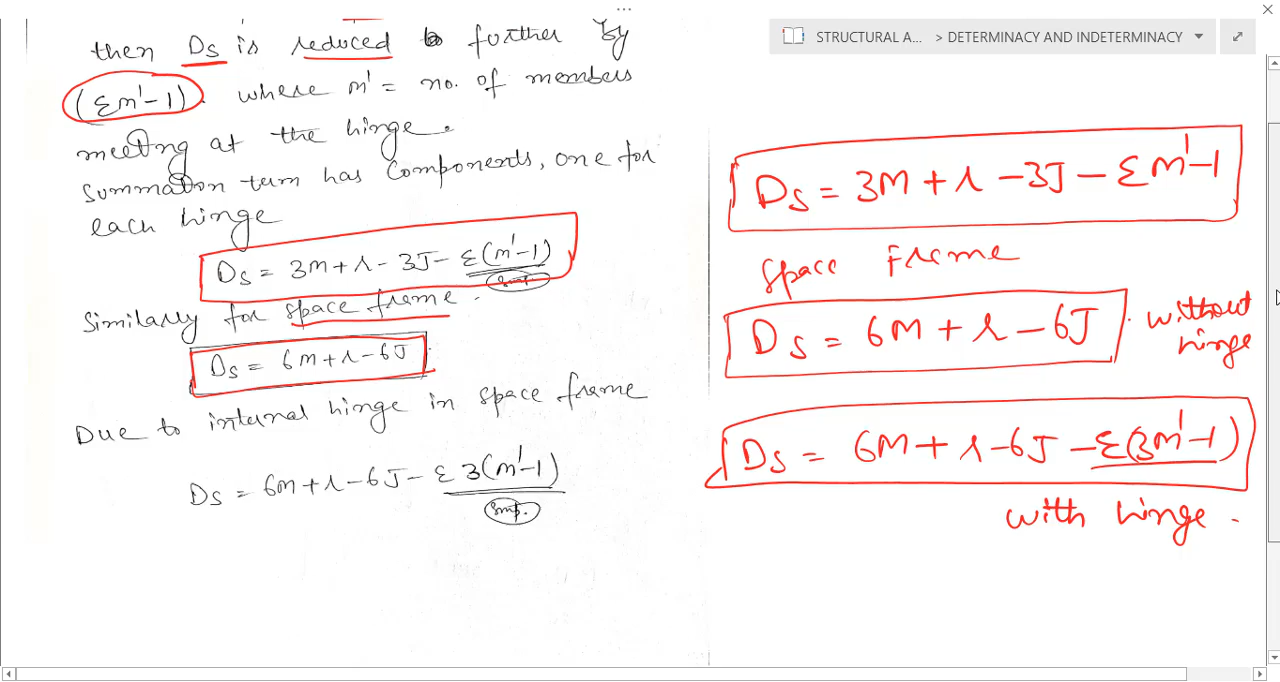 ...
STRUCTURAL A... > DETERMINACY AND INDETERMINACY
then Ds is reduced further by
(Σm'-1). where m' = no. of members
meeting at the hinge.
summation term has components, one for
each hinge
Ds = 3m+r-3J-Σ(m'-1)
Imp.
Similarly for space frame.
Ds = 6m+r-6J
Due to internal hinge in space frame
Ds = 6m+r-6J-Σ3(m'-1)
Imp.
Ds = 3M+r-3J-Σm'-1
Space Frame
Ds = 6M+r-6J. without
hinge
Ds = 6M+r-6J-Σ(3m'-1)
with hinge.